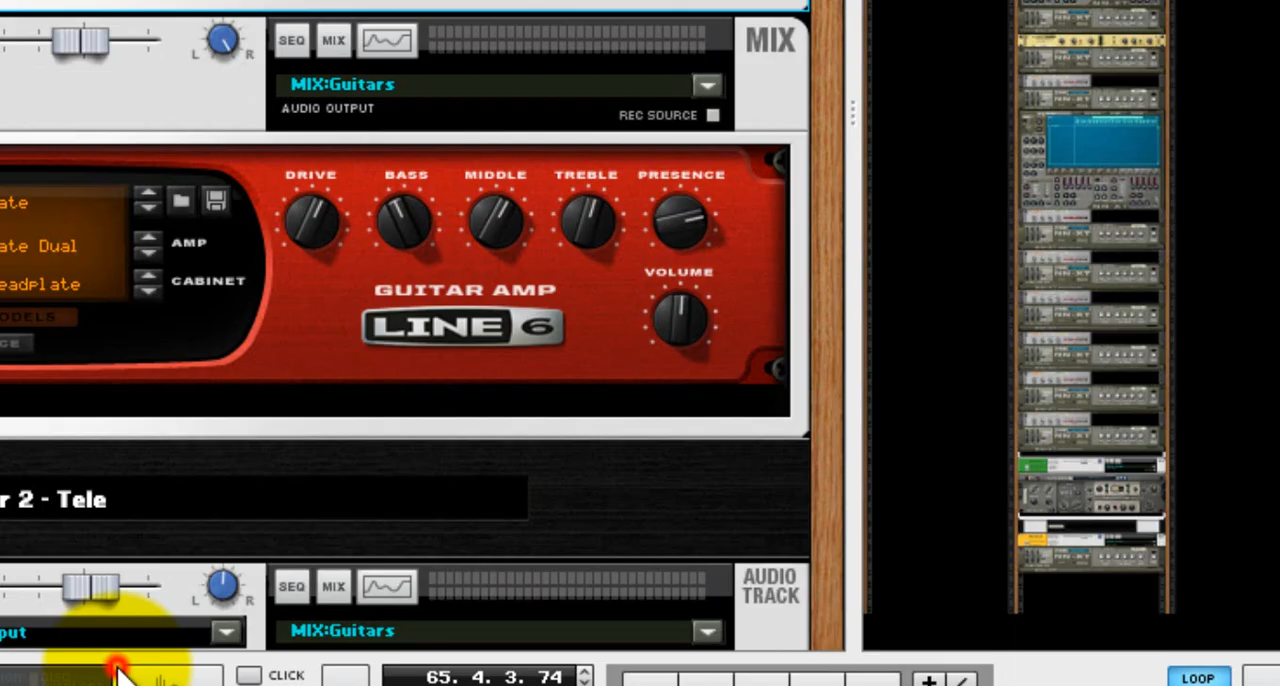 SEQ MIX
MIX
L R
MIX:Guitars
AUDIO OUTPUT
REC SOURCE
DRIVE BASS MIDDLE TREBLE PRESENCE
ate
ate Dual
AMP
eadplate
CABINET
VOLUME
ODELS
GE
GUITAR AMP
LINE 6
r 2 - Tele
SEQ MIX
AUDIO
TRACK
L R
put
MIX:Guitars
CLICK
65. 4. 3. 74
LOOP